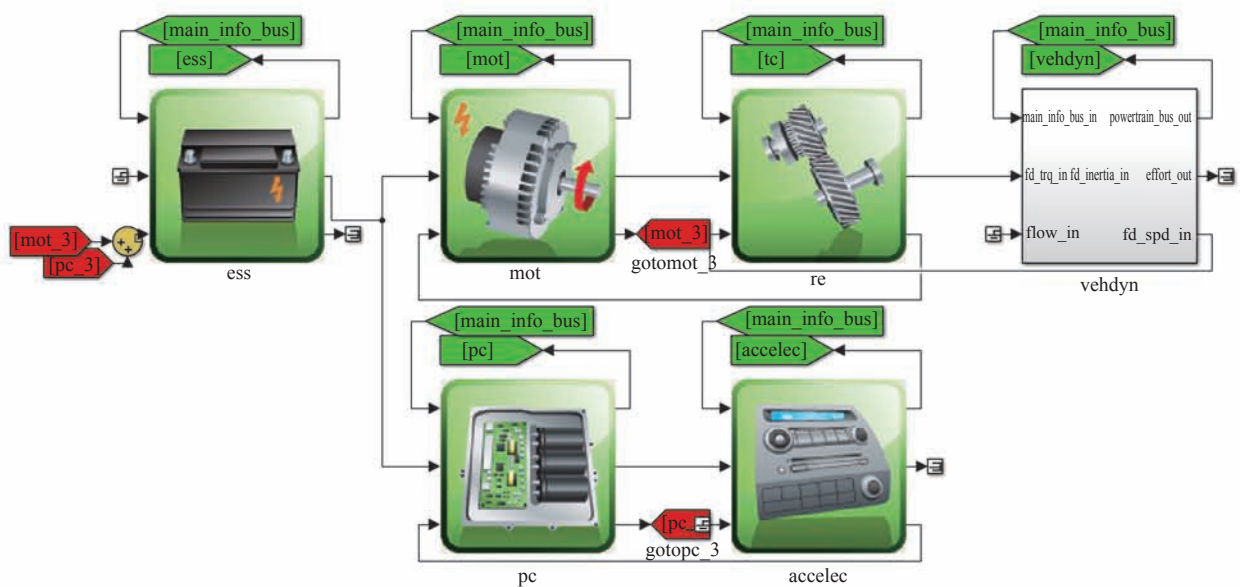 [main_info_bus]
[ess]
[main_info_bus]
[mot]
[main_info_bus]
[tc]
[main_info_bus]
[vehdyn]
main_info_bus_in
powertrain_bus_out
fd_trq_in
fd_inertia_in
effort_out
flow_in
fd_spd_in
[mot_3]
[pc_3]
ess
mot
[mot_3]
gotomot_3
re
vehdyn
[main_info_bus]
[pc]
[main_info_bus]
[accelec]
[pc_
gotopc_3
pc
accelec